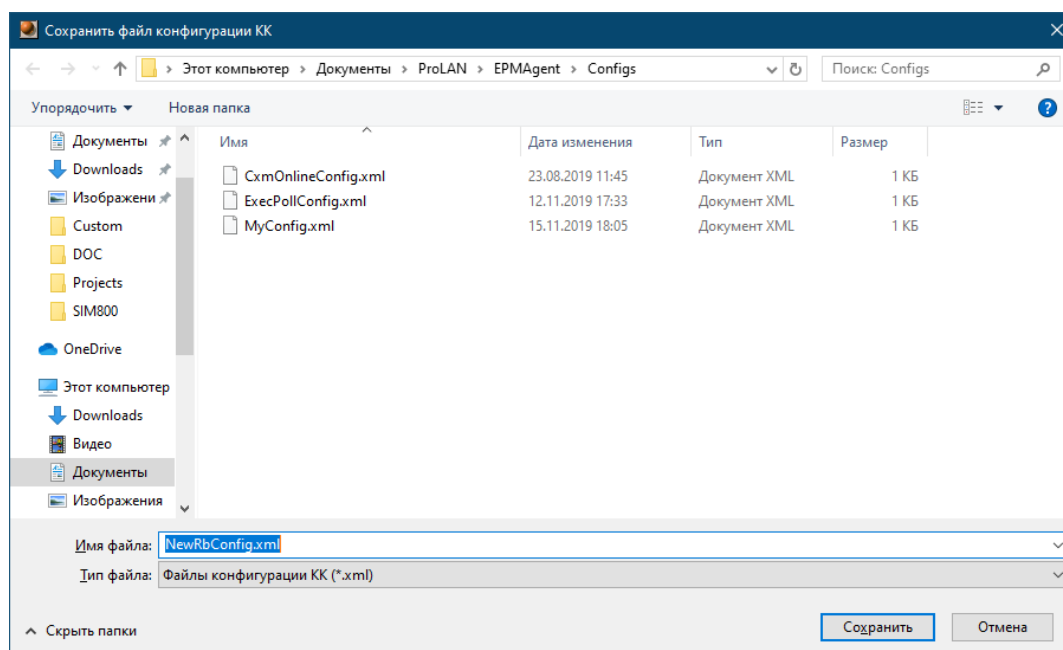 Сохранить файл конфигурации КК
Этот компьютер › Документы › ProLAN › EPMAgent › Configs
Поиск: Configs
Упорядочить
Новая папка
Документы
Downloads
Изображени
Custom
DOC
Projects
SIM800
OneDrive
Этот компьютер
Downloads
Видео
Документы
Изображения
Имя Дата изменения Тип Размер
CxmOnlineConfig.xml 23.08.2019 11:45 Документ XML 1 КБ
ExecPollConfig.xml 12.11.2019 17:33 Документ XML 1 КБ
MyConfig.xml 15.11.2019 18:05 Документ XML 1 КБ
Имя файла: NewRbConfig.xml
Тип файла: Файлы конфигурации КК (*.xml)
Скрыть папки
Сохранить
Отмена